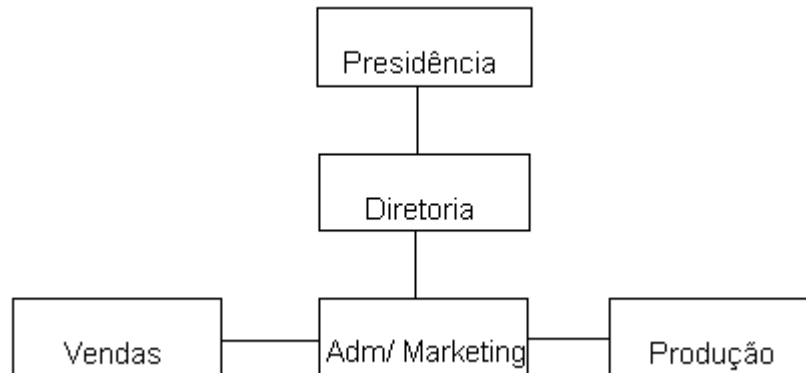 Presidência
Diretoria
Vendas
Adm/ Marketing
Produção